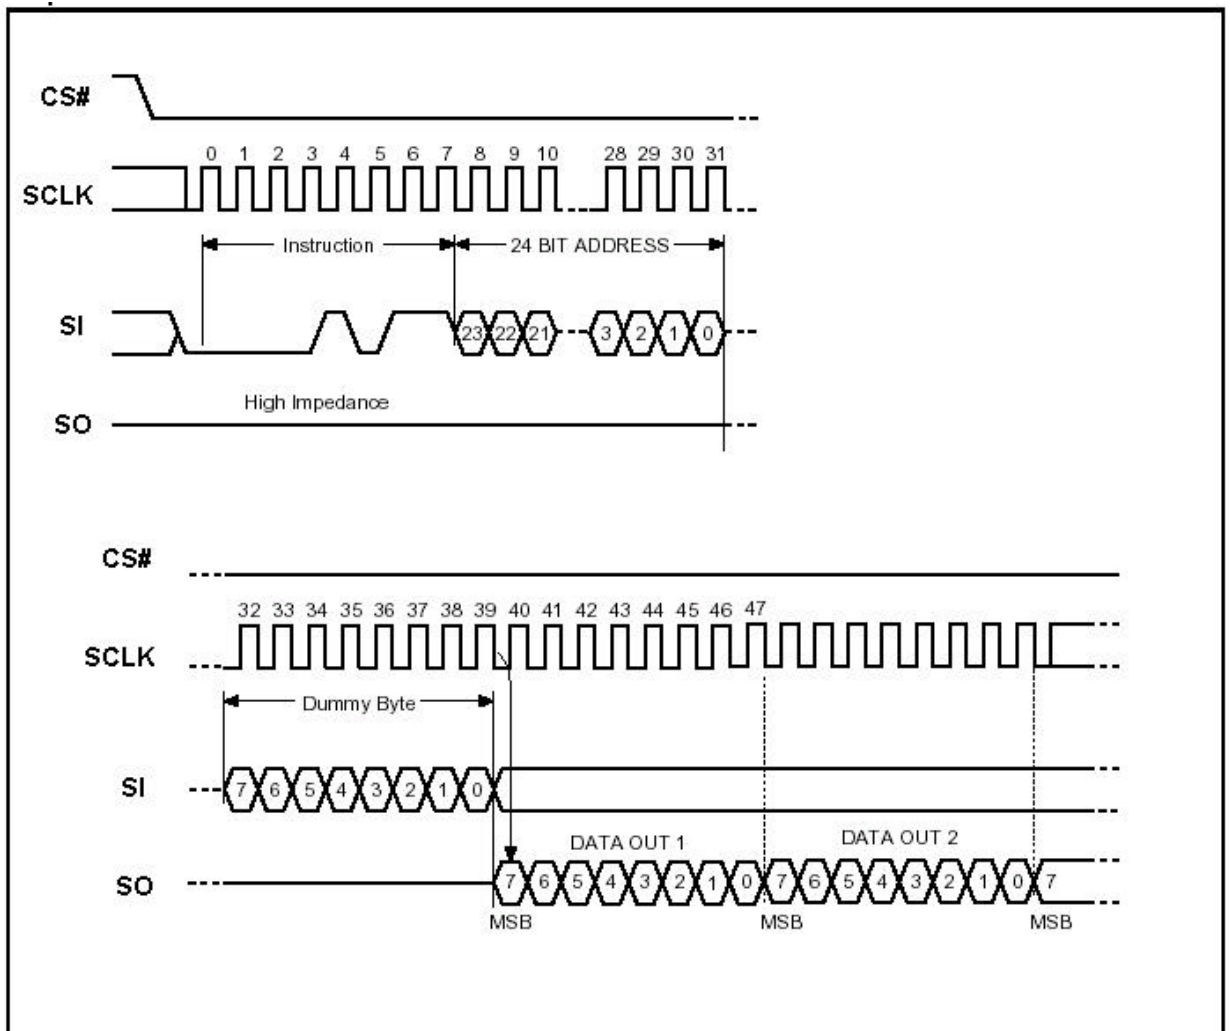 CS#
0 1 2 3 4 5 6 7 8 9 10 28 29 30 31
SCLK
Instruction 24 BIT ADDRESS
SI 23 22 21 3 2 1 0
High Impedance
SO
CS#
32 33 34 35 36 37 38 39 40 41 42 43 44 45 46 47
SCLK
Dummy Byte
SI 7 6 5 4 3 2 1 0
DATA OUT 1 DATA OUT 2
SO 7 6 5 4 3 2 1 0 7 6 5 4 3 2 1 0 7
MSB MSB MSB